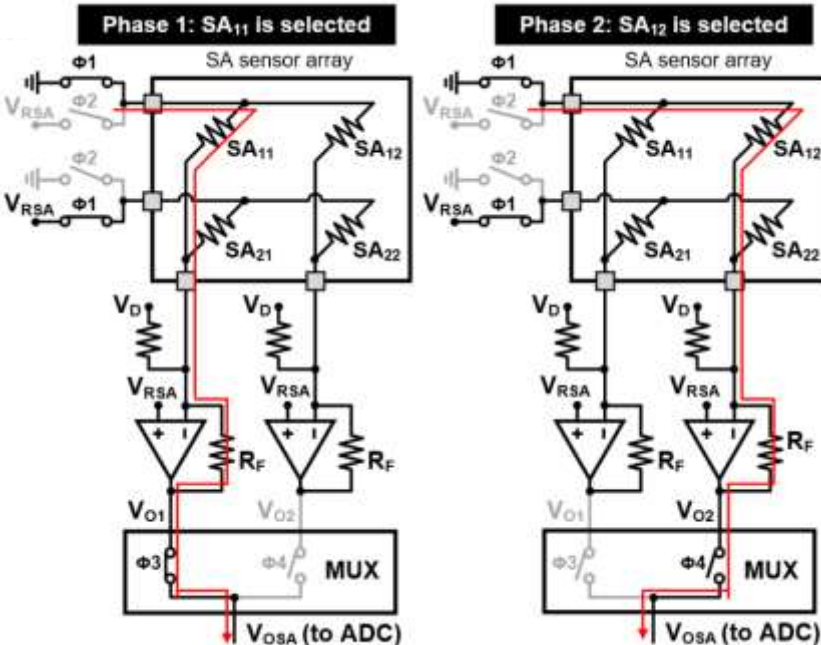 Phase 1: SA11 is selected
SA sensor array
Φ1
VRSA
Φ2
SA11
SA12
Φ2
VRSA
Φ1
SA21
SA22
VD
VD
VRSA
VRSA
+
−
+
−
RF
RF
VO1
VO2
Φ3
Φ4
MUX
VOSA (to ADC)
Phase 2: SA12 is selected
SA sensor array
Φ1
VRSA
Φ2
SA11
SA12
Φ2
VRSA
Φ1
SA21
SA22
VD
VD
VRSA
VRSA
+
−
+
−
RF
RF
VO1
VO2
Φ3
Φ4
MUX
VOSA (to ADC)